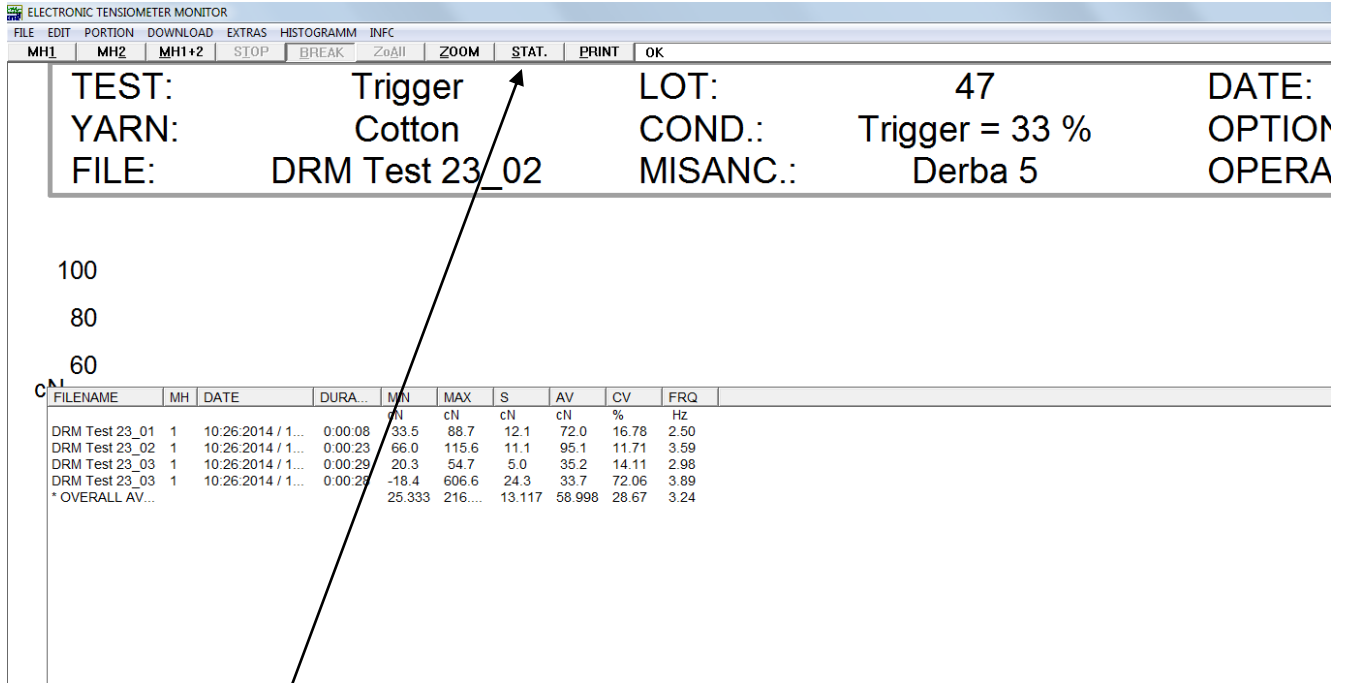 ELECTRONIC TENSIOMETER MONITOR
FILE EDIT PORTION DOWNLOAD EXTRAS HISTOGRAMM INFC
MH1 MH2 MH1+2 STOP BREAK ZoAll ZOOM STAT. PRINT OK
TEST: Trigger LOT: 47 DATE:
YARN: Cotton COND.: Trigger = 33 % OPTION
FILE: DRM Test 23_02 MISANC.: Derba 5 OPERA
100
80
60
cN
FILENAME MH DATE DURA... MIN MAX S AV CV FRQ
cN cN cN cN % Hz
DRM Test 23_01 1 10:26:2014 / 1... 0:00:08 33.5 88.7 12.1 72.0 16.78 2.50
DRM Test 23_02 1 10:26:2014 / 1... 0:00:23 66.0 115.6 11.1 95.1 11.71 3.59
DRM Test 23_03 1 10:26:2014 / 1... 0:00:29 20.3 54.7 5.0 35.2 14.11 2.98
DRM Test 23_03 1 10:26:2014 / 1... 0:00:28 -18.4 606.6 24.3 33.7 72.06 3.89
* OVERALL AV... 25.333 216.... 13.117 58.998 28.67 3.24